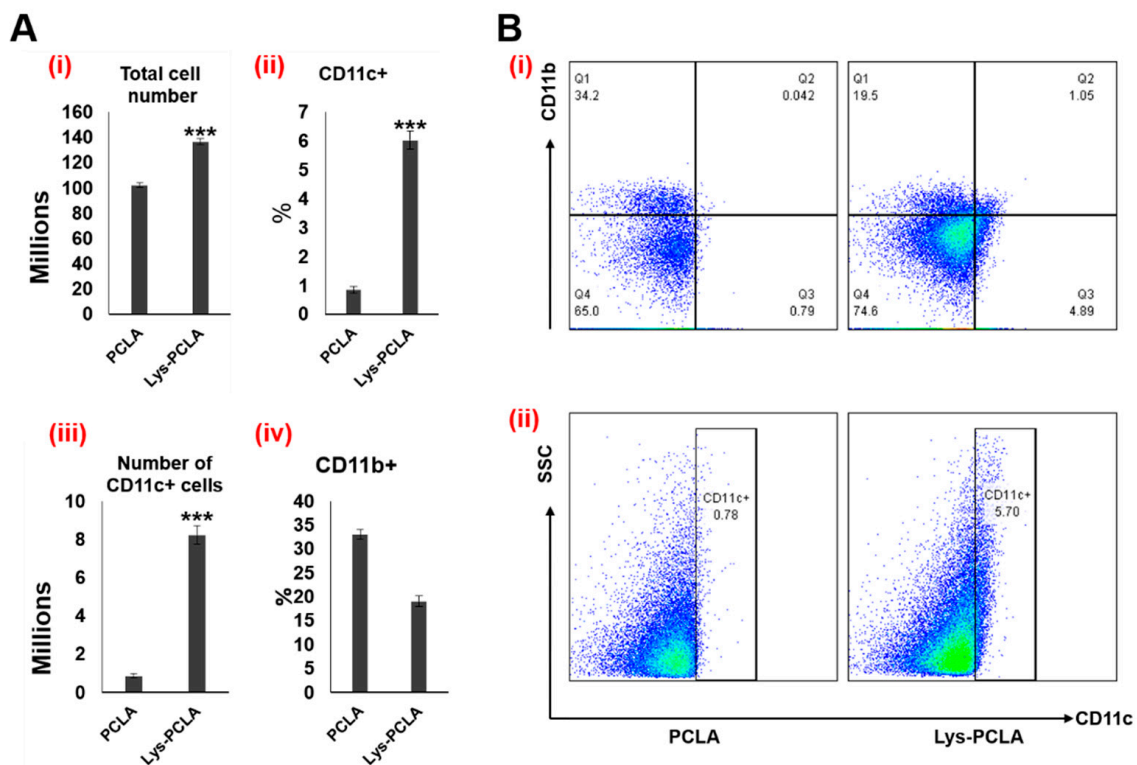 A
B
(i)
Total cell
number
Millions
160
140
120
100
80
60
40
20
0
***
PCLA
Lys-PCLA
(ii)
CD11c+
%
7
6
5
4
3
2
1
0
***
PCLA
Lys-PCLA
(iii)
Number of
CD11c+ cells
Millions
10
8
6
4
2
0
***
PCLA
Lys-PCLA
(iv)
CD11b+
%
40
35
30
25
20
15
10
5
0
PCLA
Lys-PCLA
(i)
CD11b
Q1
34.2
Q2
0.042
Q4
65.0
Q3
0.79
Q1
19.5
Q2
1.05
Q4
74.6
Q3
4.89
(ii)
SSC
CD11c+
0.78
CD11c+
5.70
CD11c
PCLA
Lys-PCLA